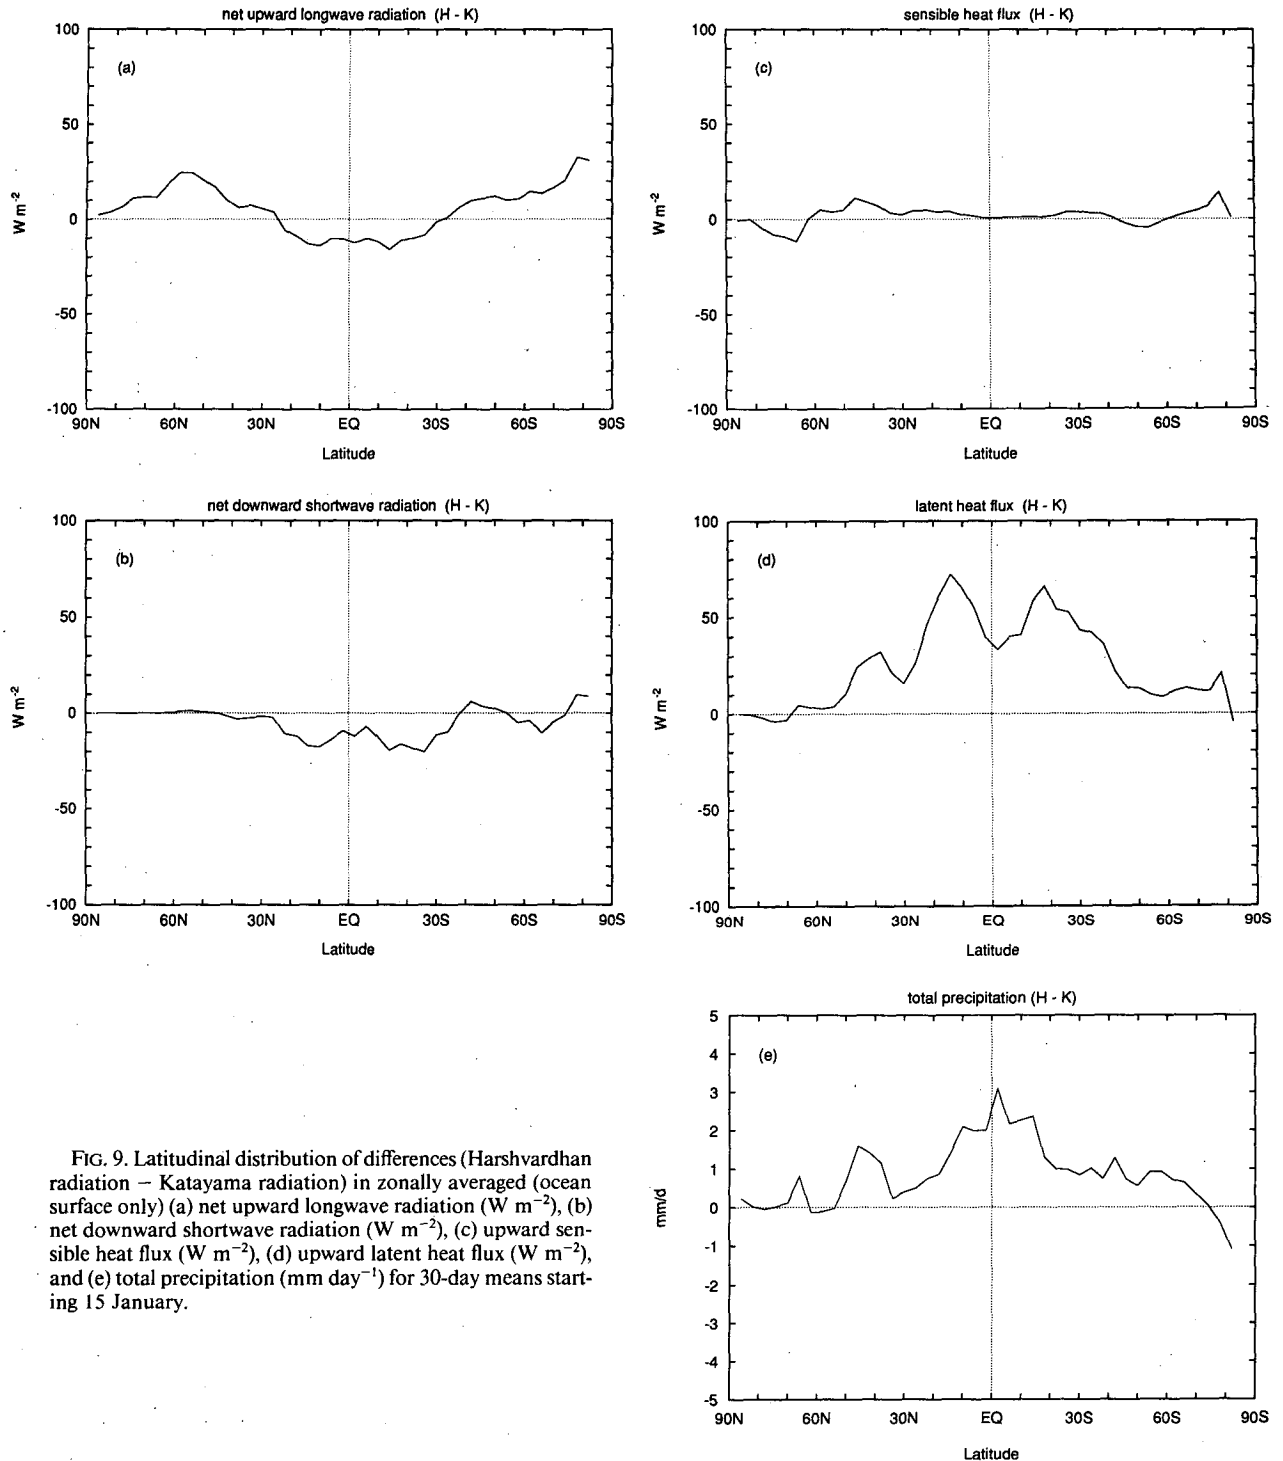 net upward longwave radiation (H - K)
(a)
100
50
0
-50
-100
W m⁻²
90N 60N 30N EQ 30S 60S 90S
Latitude
sensible heat flux (H - K)
(c)
100
50
0
-50
-100
W m⁻²
90N 60N 30N EQ 30S 60S 90S
Latitude
net downward shortwave radiation (H - K)
(b)
100
50
0
-50
-100
W m⁻²
90N 60N 30N EQ 30S 60S 90S
Latitude
latent heat flux (H - K)
(d)
100
50
0
-50
-100
W m⁻²
90N 60N 30N EQ 30S 60S 90S
Latitude
total precipitation (H - K)
(e)
5
4
3
2
1
0
-1
-2
-3
-4
-5
mm/d
90N 60N 30N EQ 30S 60S 90S
Latitude
FIG. 9. Latitudinal distribution of differences (Harshvardhan
radiation − Katayama radiation) in zonally averaged (ocean
surface only) (a) net upward longwave radiation (W m⁻²), (b)
net downward shortwave radiation (W m⁻²), (c) upward sen-
sible heat flux (W m⁻²), (d) upward latent heat flux (W m⁻²),
and (e) total precipitation (mm day⁻¹) for 30-day means start-
ing 15 January.